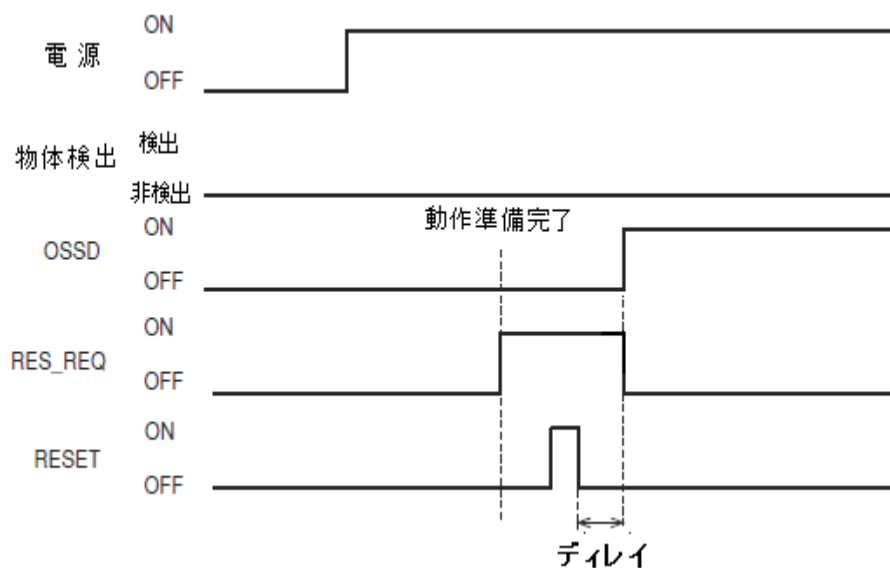 ON
電源
OFF
物体検出
検出
非検出
動作準備完了
ON
OSSD
OFF
ON
RES_REQ
OFF
ON
RESET
OFF
ディレイ